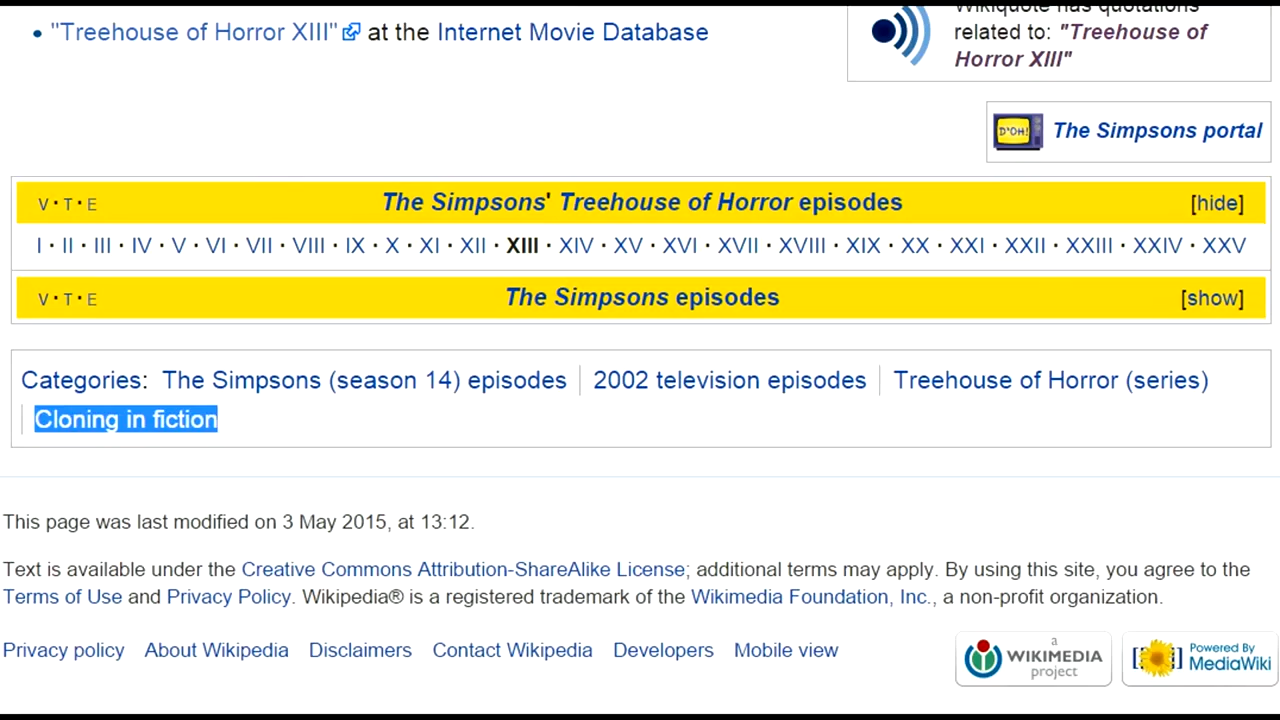 Wikiquote has quotations
• "Treehouse of Horror XIII" at the Internet Movie Database
related to: "Treehouse of
Horror XIII"
D'OH!
The Simpsons portal
V · T · E
The Simpsons' Treehouse of Horror episodes
[hide]
I · II · III · IV · V · VI · VII · VIII · IX · X · XI · XII · XIII · XIV · XV · XVI · XVII · XVIII · XIX · XX · XXI · XXII · XXIII · XXIV · XXV
V · T · E
The Simpsons episodes
[show]
Categories: The Simpsons (season 14) episodes | 2002 television episodes | Treehouse of Horror (series)
| Cloning in fiction
This page was last modified on 3 May 2015, at 13:12.
Text is available under the Creative Commons Attribution-ShareAlike License; additional terms may apply. By using this site, you agree to the
Terms of Use and Privacy Policy. Wikipedia® is a registered trademark of the Wikimedia Foundation, Inc., a non-profit organization.
Privacy policy About Wikipedia Disclaimers Contact Wikipedia Developers Mobile view
a
WIKIMEDIA
project
Powered By
MediaWiki